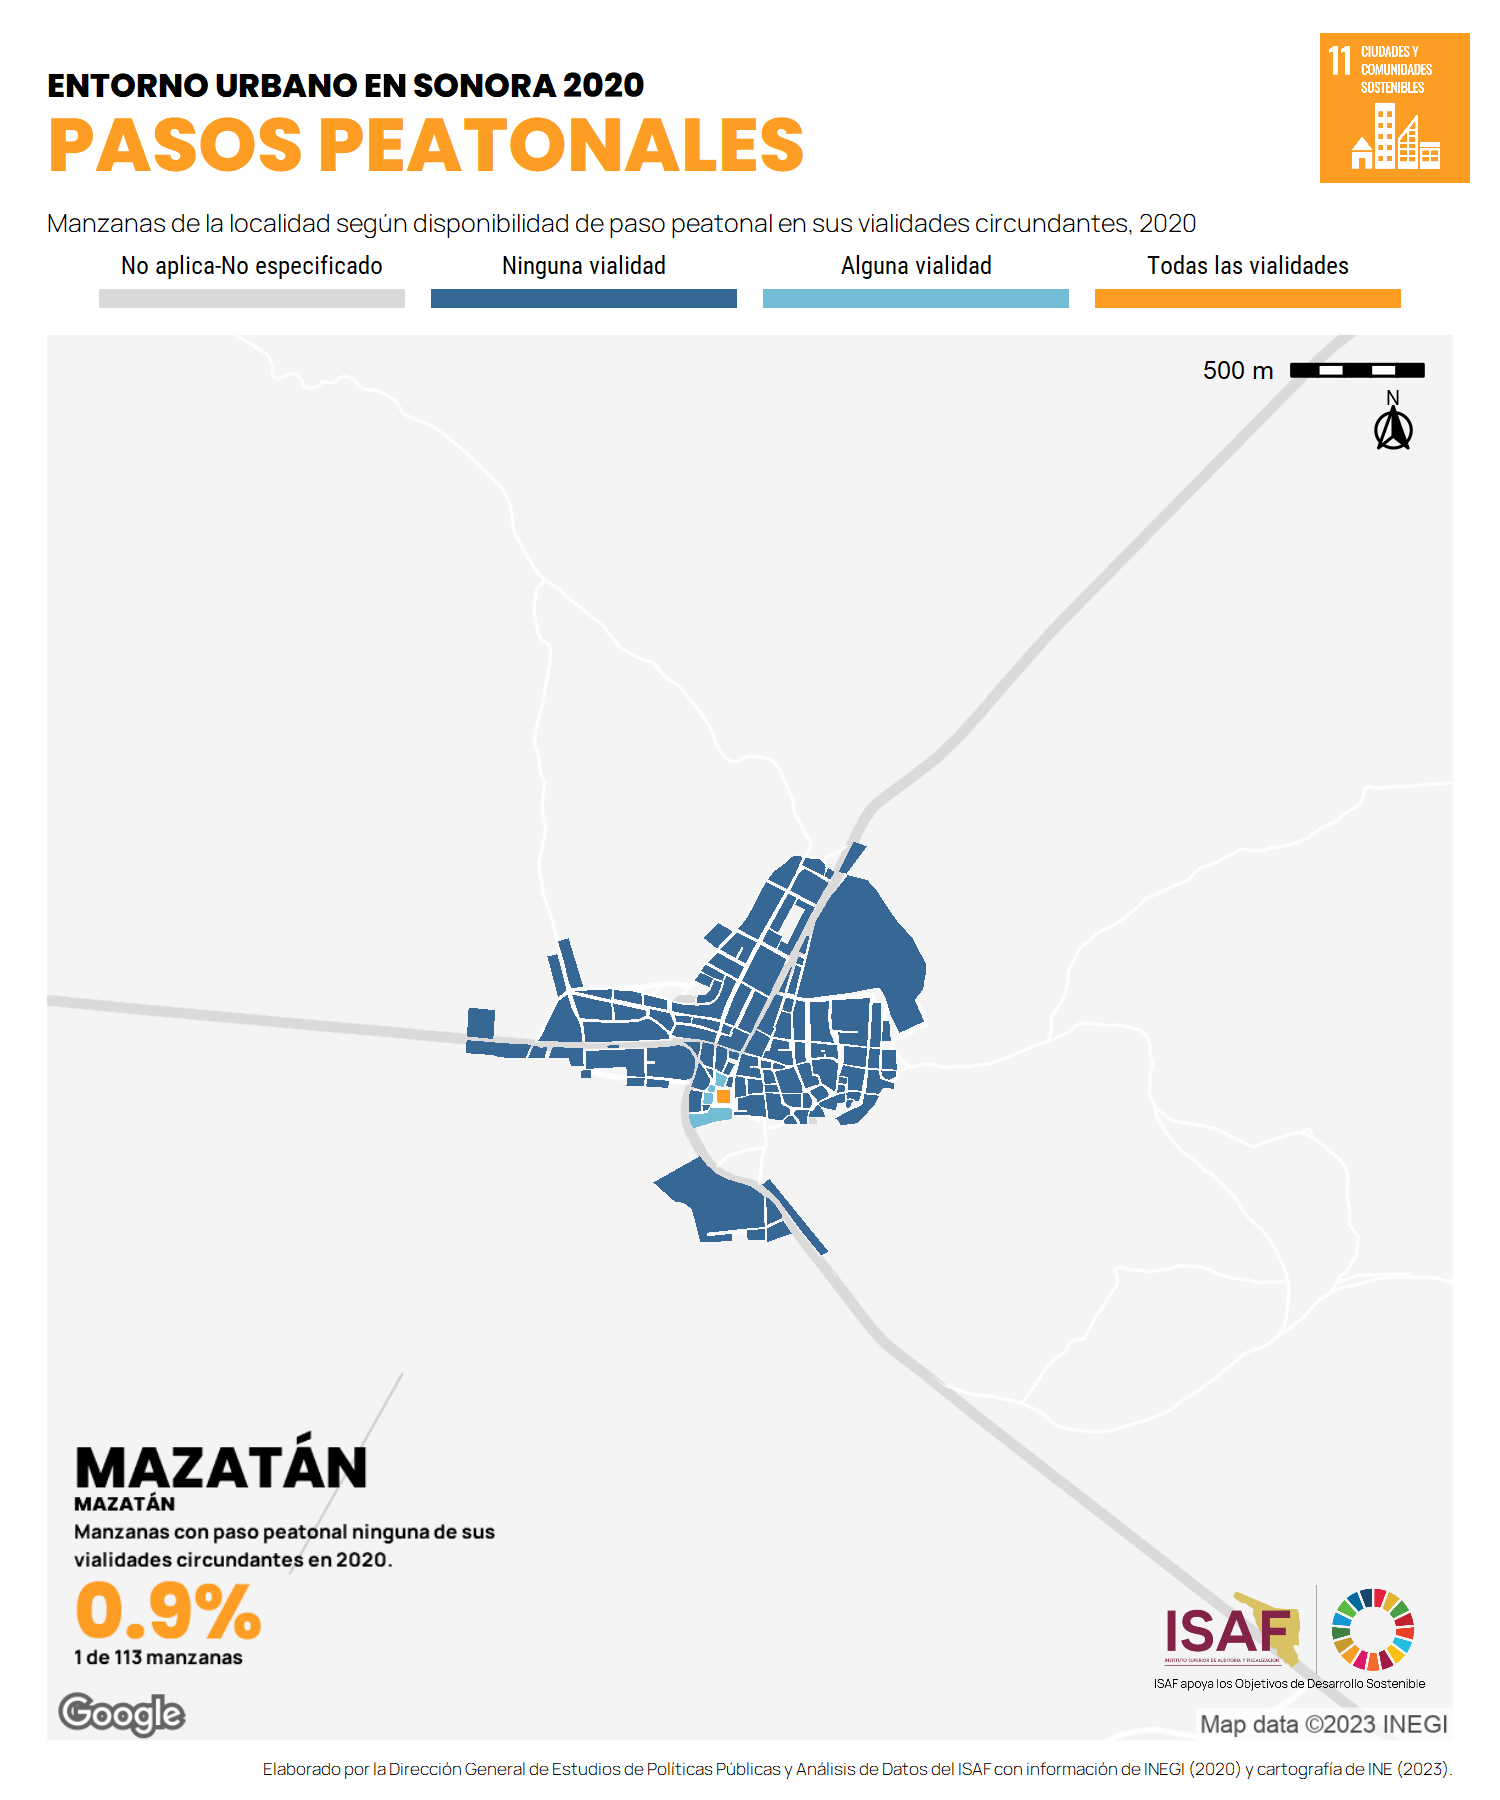 ENTORNO URBANO EN SONORA 2020
PASOS PEATONALES
11 CIUDADES Y
COMUNIDADES
SOSTENIBLES
Manzanas de la localidad según disponibilidad de paso peatonal en sus vialidades circundantes, 2020
No aplica-No especificado
Ninguna vialidad
Alguna vialidad
Todas las vialidades
500 m
N
MAZATÁN
MAZATÁN
Manzanas con paso peatonal ninguna de sus
vialidades circundantes en 2020.
0.9%
1 de 113 manzanas
ISAF
INSTITUTO SUPERIOR DE AUDITORÍA Y FISCALIZACIÓN
ISAF apoya los Objetivos de Desarrollo Sostenible
Google
Map data ©2023 INEGI
Elaborado por la Dirección General de Estudios de Políticas Públicas y Análisis de Datos del ISAF con información de INEGI (2020) y cartografía de INE (2023).